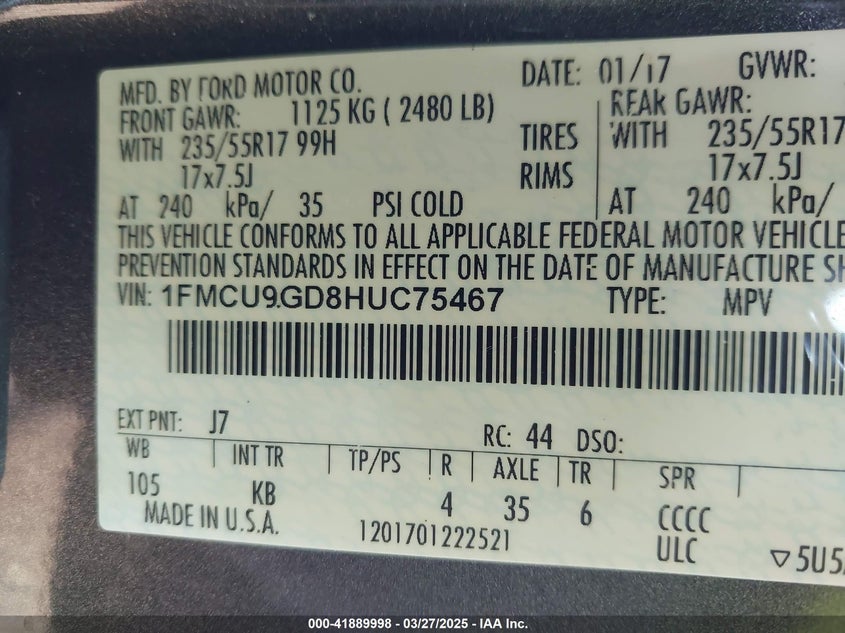 MFD. BY FORD MOTOR CO. DATE: 01/17 GVWR:
FRONT GAWR: 1125 KG ( 2480 LB) REAR GAWR:
WITH 235/55R17 99H TIRES WITH 235/55R17
17x7.5J RIMS 17x7.5J
AT 240 kPa/ 35 PSI COLD AT 240 kPa/
THIS VEHICLE CONFORMS TO ALL APPLICABLE FEDERAL MOTOR VEHICLE
PREVENTION STANDARDS IN EFFECT ON THE DATE OF MANUFACTURE SH
VIN: 1FMCU9GD8HUC75467 TYPE: MPV
EXT PNT: J7 RC: 44 DSO:
WB INT TR TP/PS R AXLE TR SPR
105 KB 4 35 6 CCCC
MADE IN U.S.A. 1201701222521 ULC ▽5U5
000-41889998 — 03/27/2025 — IAA Inc.